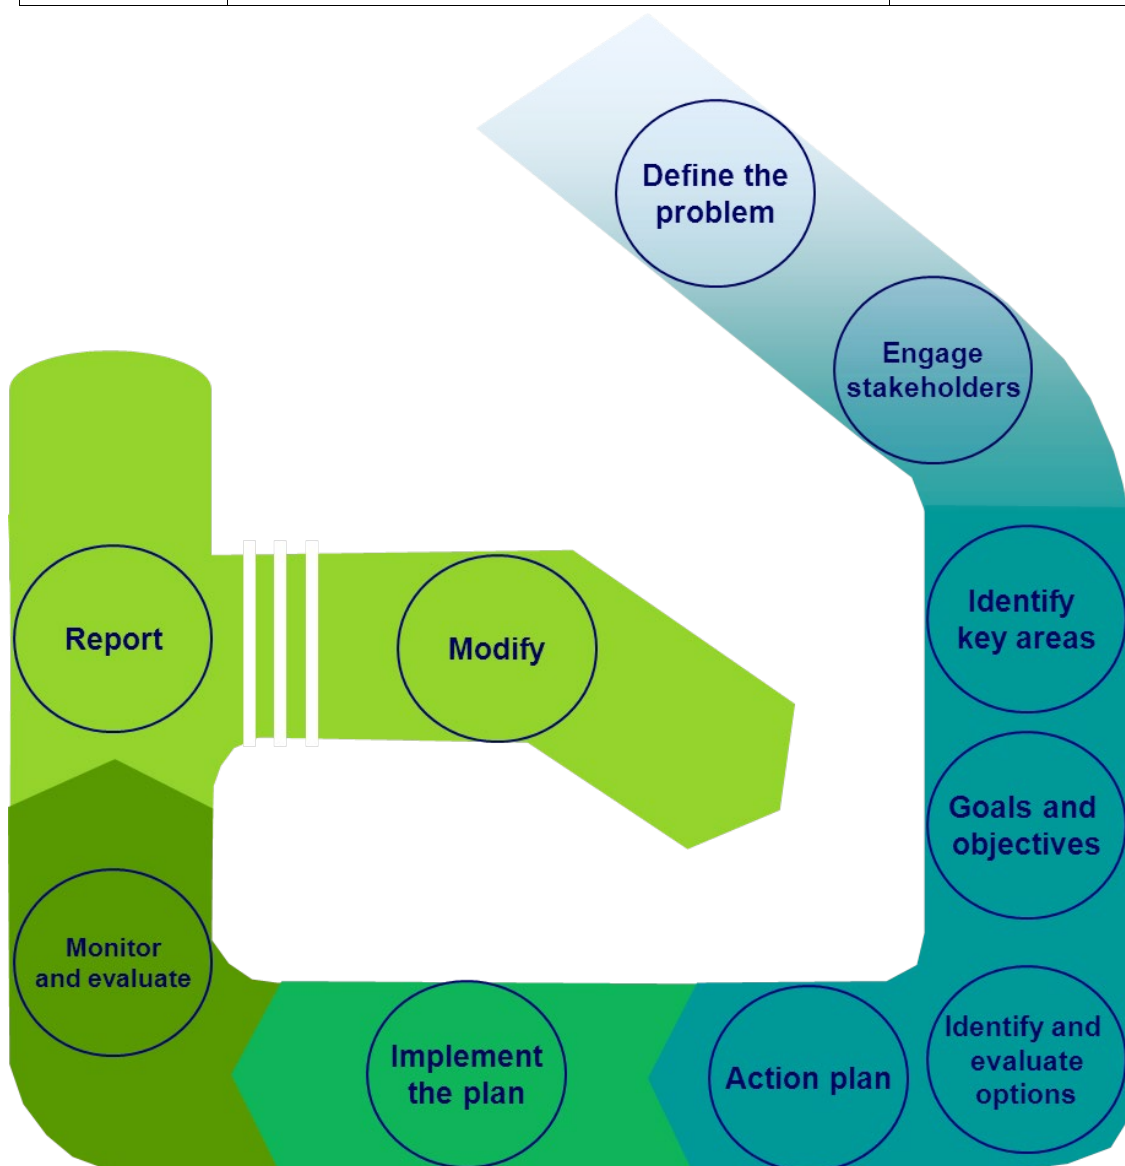 Define the
problem
Engage
stakeholders
Identify
key areas
Goals and
objectives
Identify and
evaluate
options
Action plan
Implement
the plan
Monitor
and evaluate
Report
Modify